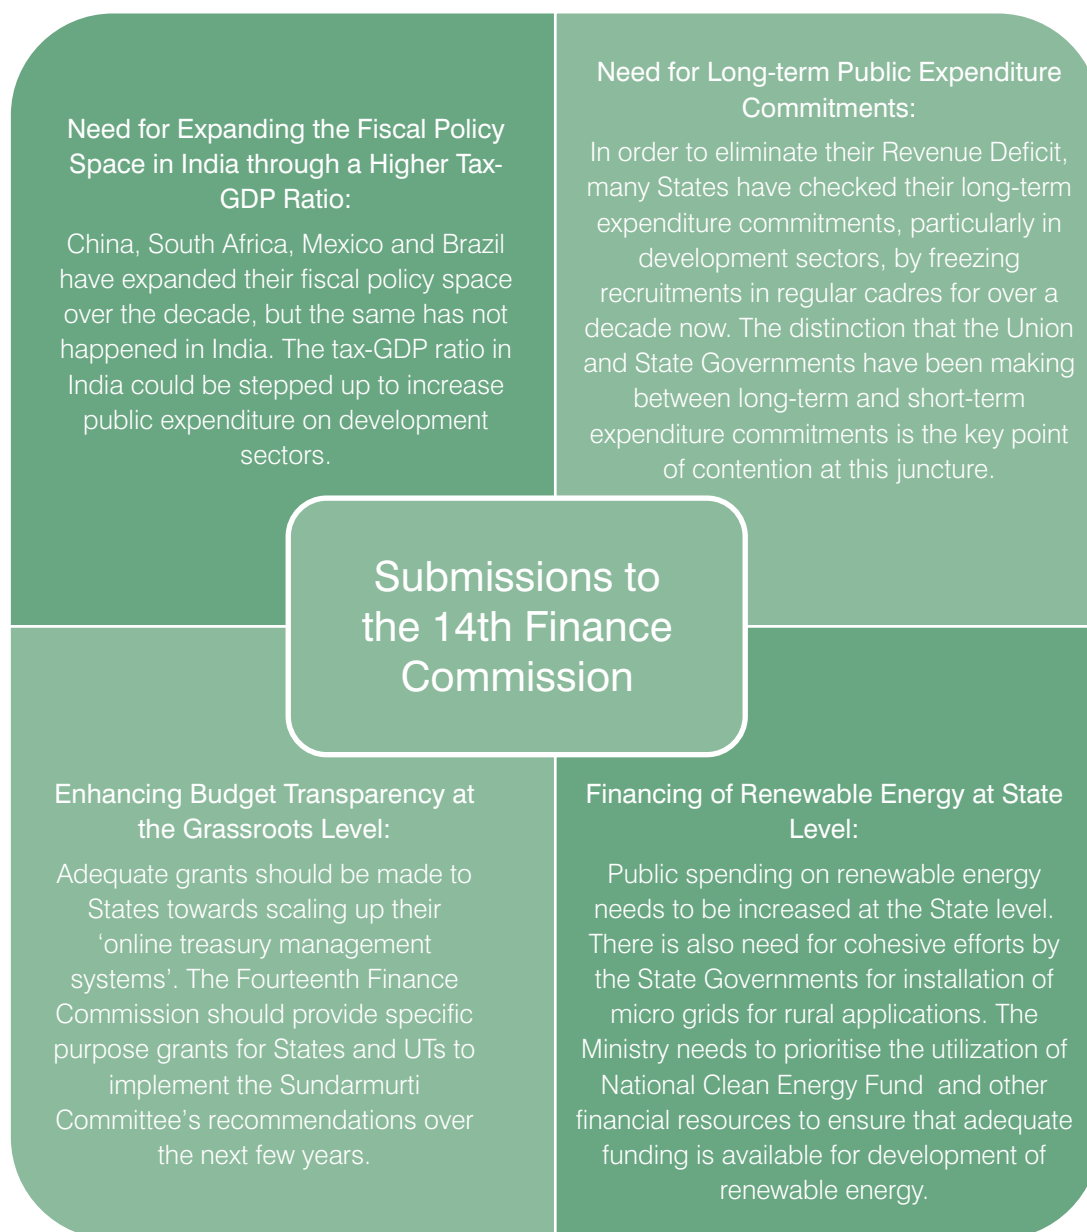 Need for Expanding the Fiscal Policy
Space in India through a Higher Tax-
GDP Ratio:
China, South Africa, Mexico and Brazil
have expanded their fiscal policy space
over the decade, but the same has not
happened in India. The tax-GDP ratio in
India could be stepped up to increase
public expenditure on development
sectors.
Need for Long-term Public Expenditure
Commitments:
In order to eliminate their Revenue Deficit,
many States have checked their long-term
expenditure commitments, particularly in
development sectors, by freezing
recruitments in regular cadres for over a
decade now. The distinction that the Union
and State Governments have been making
between long-term and short-term
expenditure commitments is the key point
of contention at this juncture.
Submissions to
the 14th Finance
Commission
Enhancing Budget Transparency at
the Grassroots Level:
Adequate grants should be made to
States towards scaling up their
‘online treasury management
systems’. The Fourteenth Finance
Commission should provide specific
purpose grants for States and UTs to
implement the Sundarmurti
Committee’s recommendations over
the next few years.
Financing of Renewable Energy at State
Level:
Public spending on renewable energy
needs to be increased at the State level.
There is also need for cohesive efforts by
the State Governments for installation of
micro grids for rural applications. The
Ministry needs to prioritise the utilization of
National Clean Energy Fund  and other
financial resources to ensure that adequate
funding is available for development of
renewable energy.